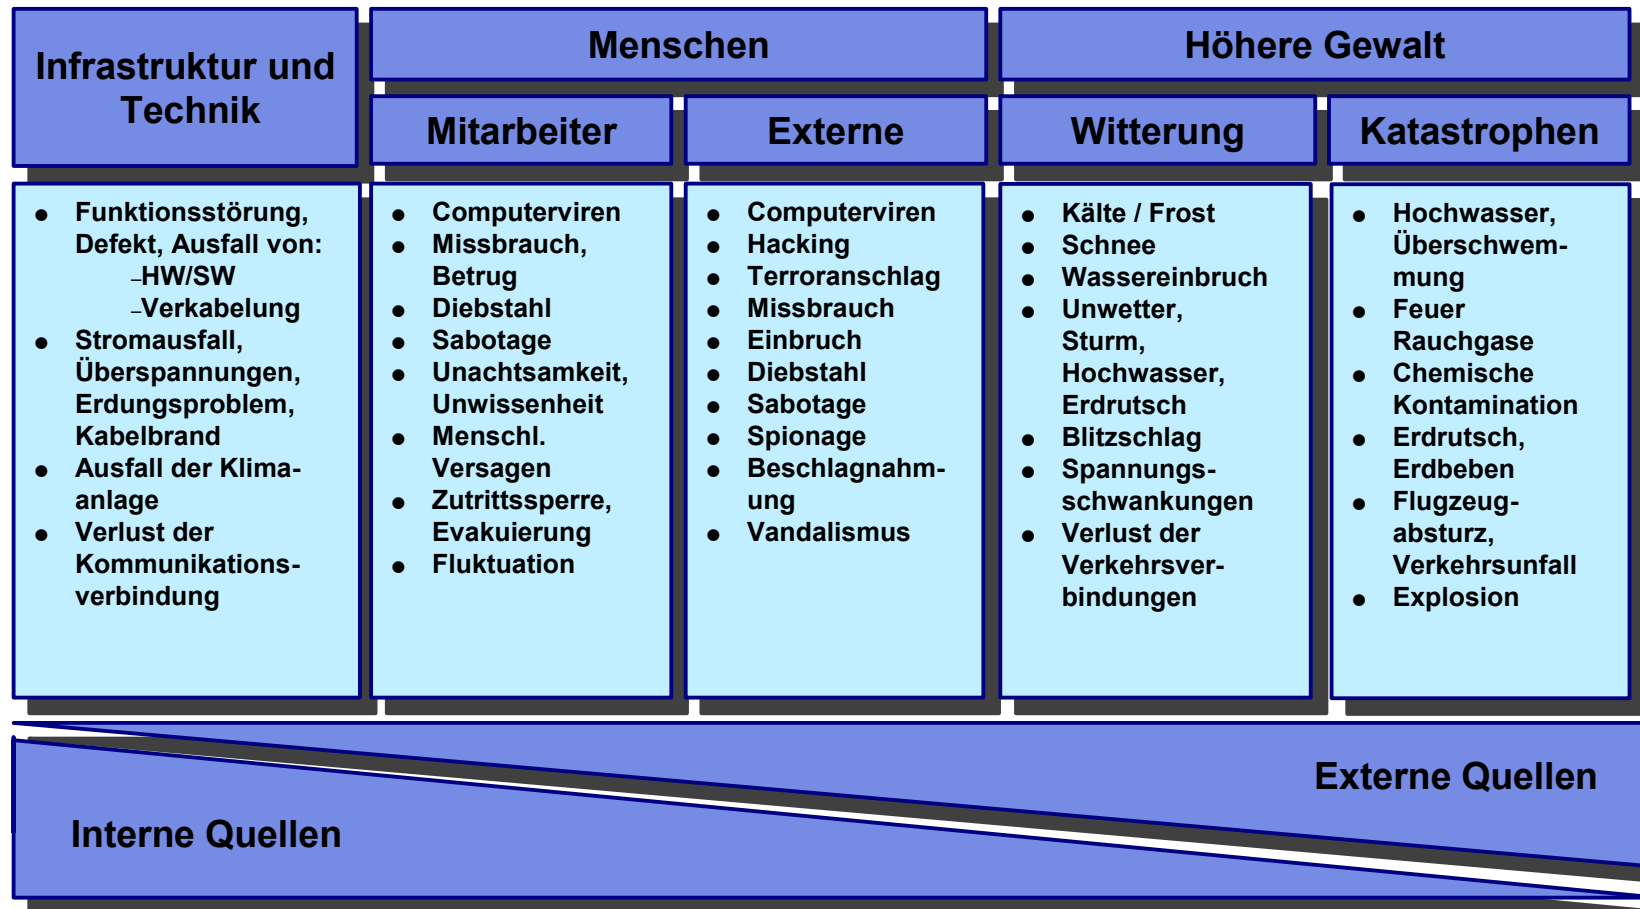 Infrastruktur und
Technik
Menschen
Höhere Gewalt
Mitarbeiter
Externe
Witterung
Katastrophen
● Funktionsstörung,
Defekt, Ausfall von:
–HW/SW
–Verkabelung
● Stromausfall,
Überspannungen,
Erdungsproblem,
Kabelbrand
● Ausfall der Klima-
anlage
● Verlust der
Kommunikations-
verbindung
● Computerviren
● Missbrauch,
Betrug
● Diebstahl
● Sabotage
● Unachtsamkeit,
Unwissenheit
● Menschl.
Versagen
● Zutrittssperre,
Evakuierung
● Fluktuation
● Computerviren
● Hacking
● Terroranschlag
● Missbrauch
● Einbruch
● Diebstahl
● Sabotage
● Spionage
● Beschlagnahm-
ung
● Vandalismus
● Kälte / Frost
● Schnee
● Wassereinbruch
● Unwetter,
Sturm,
Hochwasser,
Erdrutsch
● Blitzschlag
● Spannungs-
schwankungen
● Verlust der
Verkehrsver-
bindungen
● Hochwasser,
Überschwem-
mung
● Feuer
Rauchgase
● Chemische
Kontamination
● Erdrutsch,
Erdbeben
● Flugzeug-
absturz,
Verkehrsunfall
● Explosion
Externe Quellen
Interne Quellen